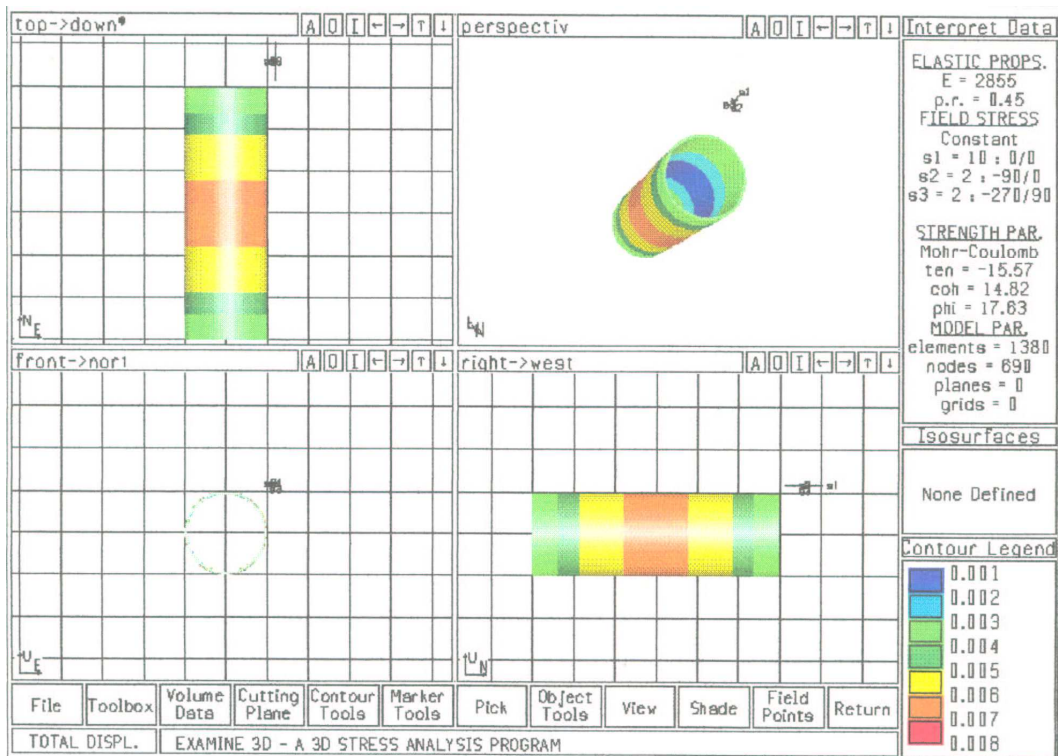 top->down*
A O I ← → ↑ ↓
perspectiv
A O I ← → ↑ ↓
Interpret Data
ELASTIC PROPS.
E = 2855
p.r. = 0.45
FIELD STRESS
Constant
s1 = 10 : 0/0
s2 = 2 : -90/0
s3 = 2 : -270/90
STRENGTH PAR.
Mohr-Coulomb
ten = -15.57
coh = 14.82
phi = 17.63
MODEL PAR.
elements = 1380
nodes = 690
planes = 0
grids = 0
s1
s2
N
E
N
front->nort
A O I ← → ↑ ↓
right->west
A O I ← → ↑ ↓
s1
U
E
U
N
Isosurfaces
None Defined
Contour Legend
0.001
0.002
0.003
0.004
0.005
0.006
0.007
0.008
File
Toolbox
Volume Data
Cutting Plane
Contour Tools
Marker Tools
Pick
Object Tools
View
Shade
Field Points
Return
TOTAL DISPL.
EXAMINE 3D - A 3D STRESS ANALYSIS PROGRAM